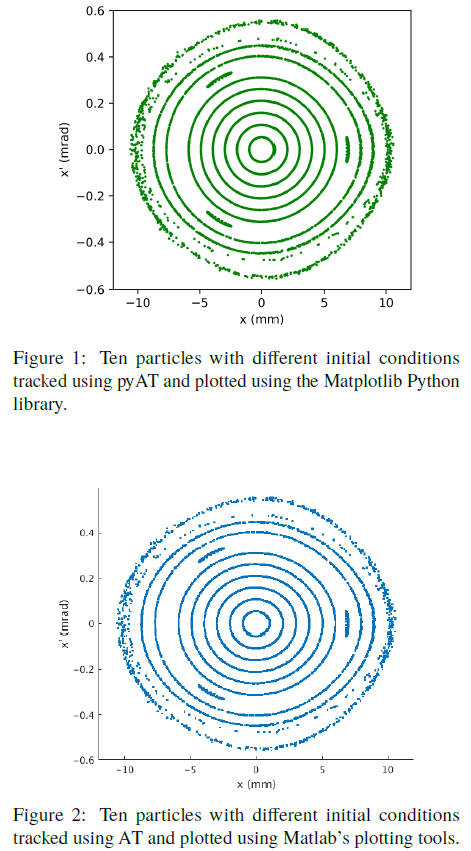 0.6
0.4
0.2
0.0
−0.2
−0.4
−0.6
x' (mrad)
−10 −5 0 5 10
x (mm)
Figure 1: Ten particles with different initial conditions
tracked using pyAT and plotted using the Matplotlib Python
library.
0.4
0.2
0
-0.2
-0.4
-0.6
x' (mrad)
-10 -5 0 5 10
x (mm)
Figure 2: Ten particles with different initial conditions
tracked using AT and plotted using Matlab's plotting tools.